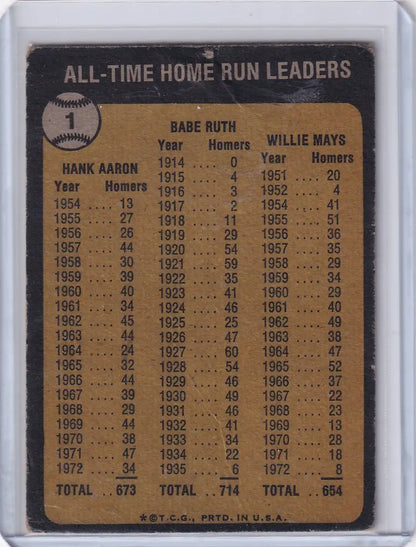 ALL-TIME HOME RUN LEADERS
1
HANK AARON
Year Homers
1954 .... 13
1955 .... 27
1956 .... 26
1957 .... 44
1958 .... 30
1959 .... 39
1960 .... 40
1961 .... 34
1962 .... 45
1963 .... 44
1964 .... 24
1965 .... 32
1966 .... 44
1967 .... 39
1968 .... 29
1969 .... 44
1970 .... 38
1971 .... 47
1972 .... 34
TOTAL .. 673
BABE RUTH
Year Homers
1914 .... 0
1915 .... 4
1916 .... 3
1917 .... 2
1918 .... 11
1919 .... 29
1920 .... 54
1921 .... 59
1922 .... 35
1923 .... 41
1924 .... 46
1925 .... 25
1926 .... 47
1927 .... 60
1928 .... 54
1929 .... 46
1930 .... 49
1931 .... 46
1932 .... 41
1933 .... 34
1934 .... 22
1935 .... 6
TOTAL .. 714
WILLIE MAYS
Year Homers
1951 .... 20
1952 .... 4
1954 .... 41
1955 .... 51
1956 .... 36
1957 .... 35
1958 .... 29
1959 .... 34
1960 .... 29
1961 .... 40
1962 .... 49
1963 .... 38
1964 .... 47
1965 .... 52
1966 .... 37
1967 .... 22
1968 .... 23
1969 .... 13
1970 .... 28
1971 .... 18
1972 .... 8
TOTAL .. 654
*©T.C.G., PRTD. IN U.S.A.